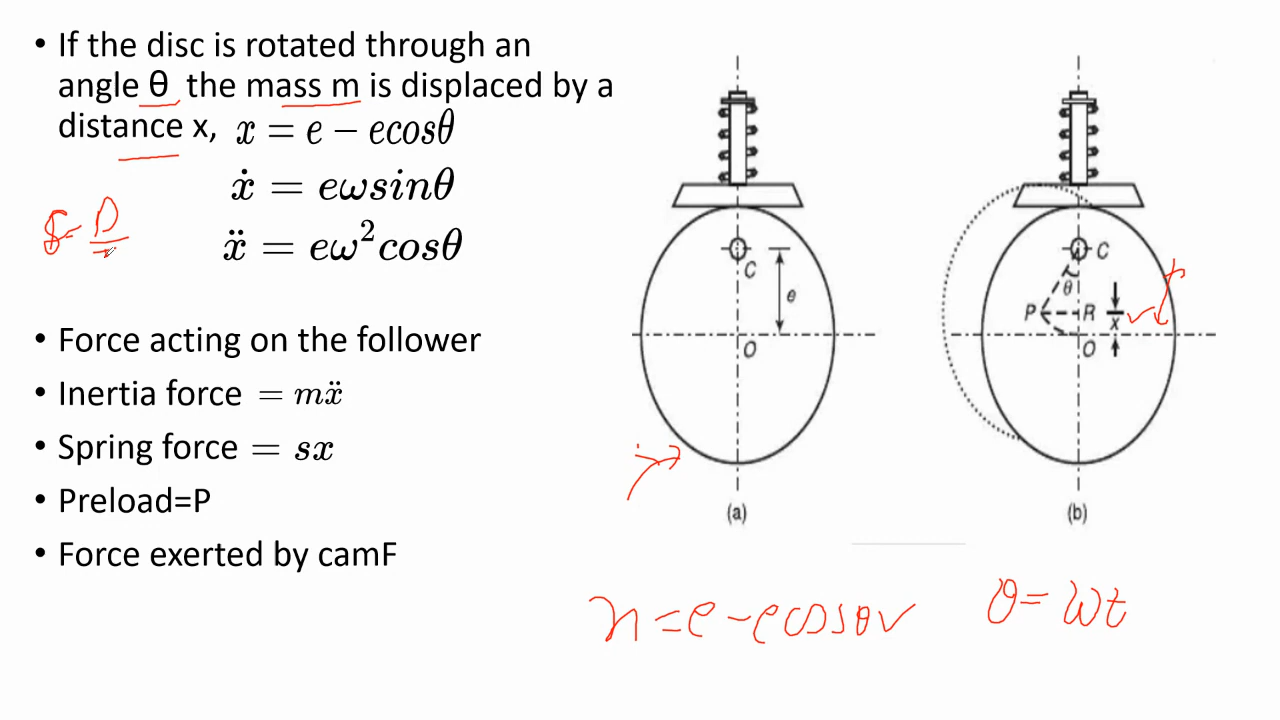 • If the disc is rotated through an
angle θ the mass m is displaced by a
distance x, x = e − ecosθ
ẋ = eωsinθ
ẍ = eω²cosθ
• Force acting on the follower
• Inertia force = mẍ
• Spring force = sx
• Preload=P
• Force exerted by camF
C
e
O
(a)
C
θ
P R
x
O
(b)
x = e − e cosθ
θ = ωt